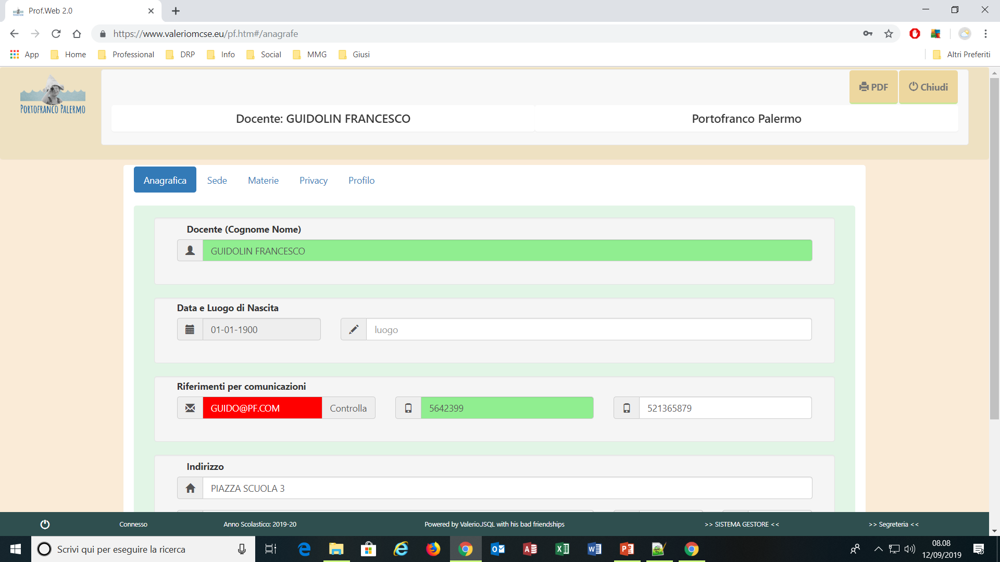 Prof.Web 2.0
https://www.valeriomcse.eu/pf.htm#/anagrafe
App Home Professional DRP Info Social MMG Giusi Altri Preferiti
PORTOFRANCO PALERMO
PDF Chiudi
Docente: GUIDOLIN FRANCESCO Portofranco Palermo
Anagrafica Sede Materie Privacy Profilo
Docente (Cognome Nome)
GUIDOLIN FRANCESCO
Data e Luogo di Nascita
01-01-1900 luogo
Riferimenti per comunicazioni
GUIDO@PF.COM Controlla 5642399 521365879
Indirizzo
PIAZZA SCUOLA 3
Connesso Anno Scolastico: 2019-20 Powered by ValerioJSQL with his bad friendships >> SISTEMA GESTORE << >> Segreteria <<
Scrivi qui per eseguire la ricerca
08.08
12/09/2019